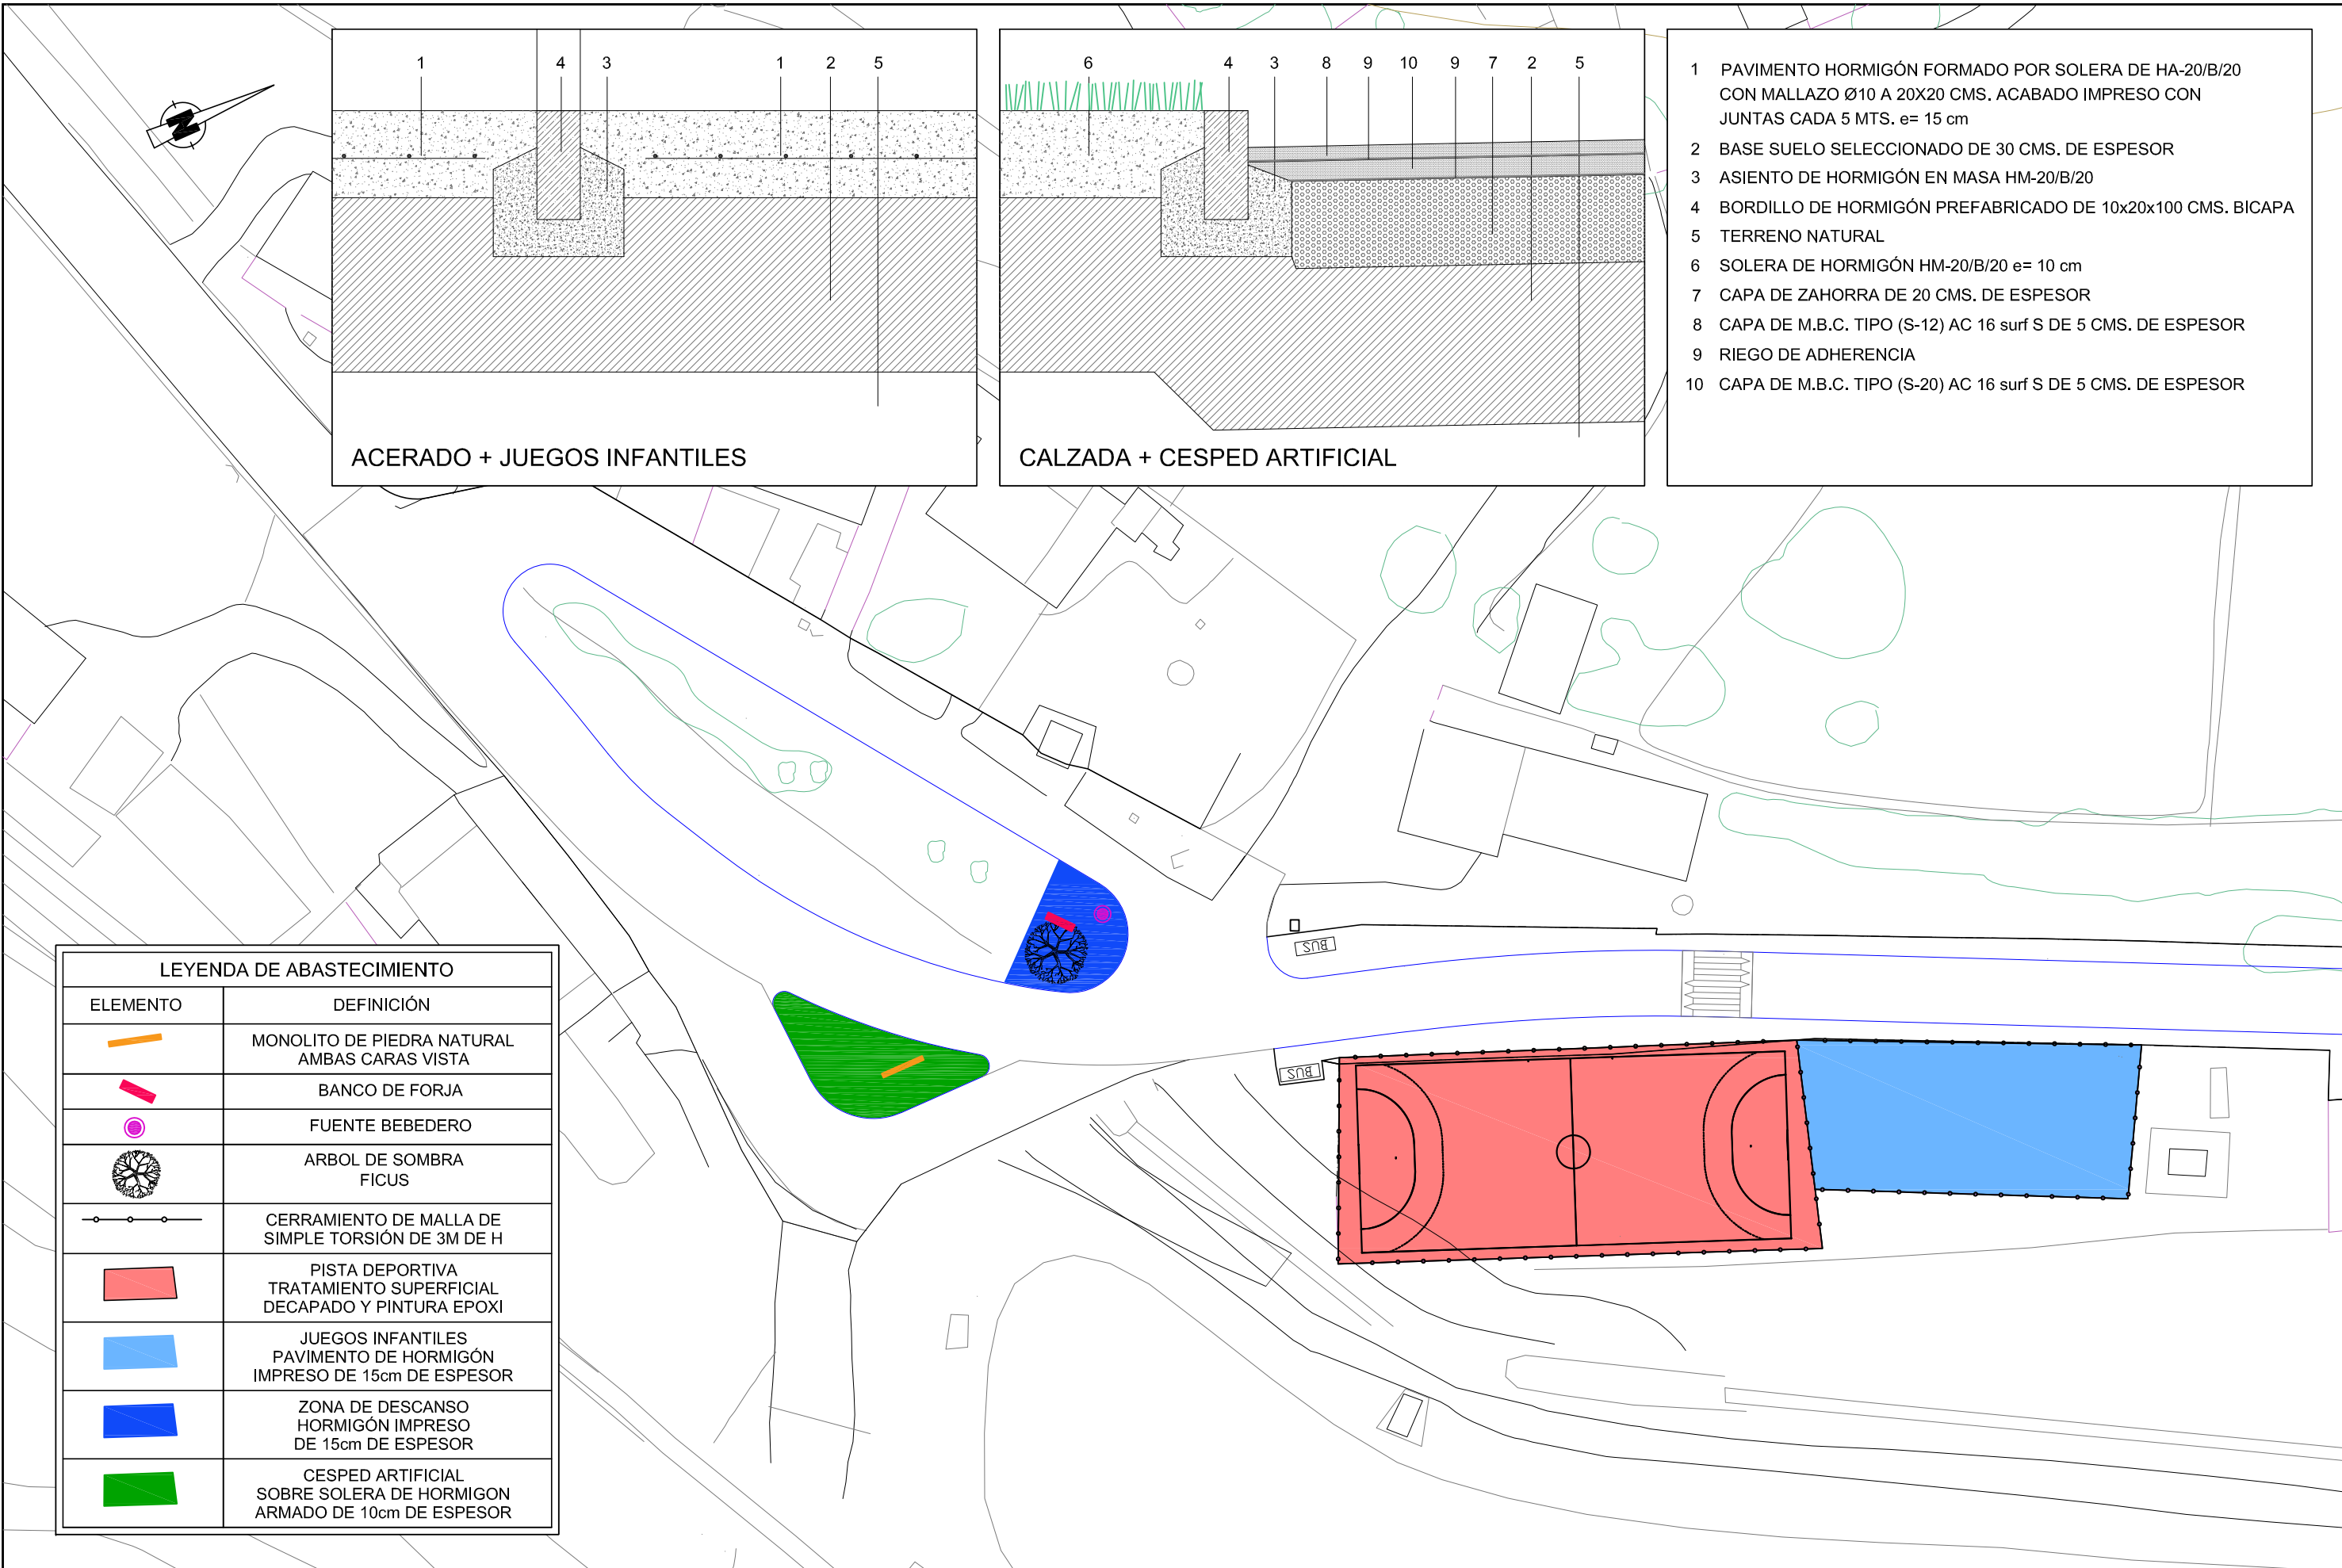 1 4 3 1 2 5
ACERADO + JUEGOS INFANTILES
6 4 3 8 9 10 9 7 2 5
CALZADA + CESPED ARTIFICIAL
1 PAVIMENTO HORMIGÓN FORMADO POR SOLERA DE HA-20/B/20
CON MALLAZO Ø10 A 20X20 CMS. ACABADO IMPRESO CON
JUNTAS CADA 5 MTS. e= 15 cm
2 BASE SUELO SELECCIONADO DE 30 CMS. DE ESPESOR
3 ASIENTO DE HORMIGÓN EN MASA HM-20/B/20
4 BORDILLO DE HORMIGÓN PREFABRICADO DE 10x20x100 CMS. BICAPA
5 TERRENO NATURAL
6 SOLERA DE HORMIGÓN HM-20/B/20 e= 10 cm
7 CAPA DE ZAHORRA DE 20 CMS. DE ESPESOR
8 CAPA DE M.B.C. TIPO (S-12) AC 16 surf S DE 5 CMS. DE ESPESOR
9 RIEGO DE ADHERENCIA
10 CAPA DE M.B.C. TIPO (S-20) AC 16 surf S DE 5 CMS. DE ESPESOR
N
BUS
BUS
LEYENDA DE ABASTECIMIENTO
ELEMENTO DEFINICIÓN
MONOLITO DE PIEDRA NATURAL
AMBAS CARAS VISTA
BANCO DE FORJA
FUENTE BEBEDERO
ARBOL DE SOMBRA
FICUS
CERRAMIENTO DE MALLA DE
SIMPLE TORSIÓN DE 3M DE H
PISTA DEPORTIVA
TRATAMIENTO SUPERFICIAL
DECAPADO Y PINTURA EPOXI
JUEGOS INFANTILES
PAVIMENTO DE HORMIGÓN
IMPRESO DE 15cm DE ESPESOR
ZONA DE DESCANSO
HORMIGÓN IMPRESO
DE 15cm DE ESPESOR
CESPED ARTIFICIAL
SOBRE SOLERA DE HORMIGON
ARMADO DE 10cm DE ESPESOR